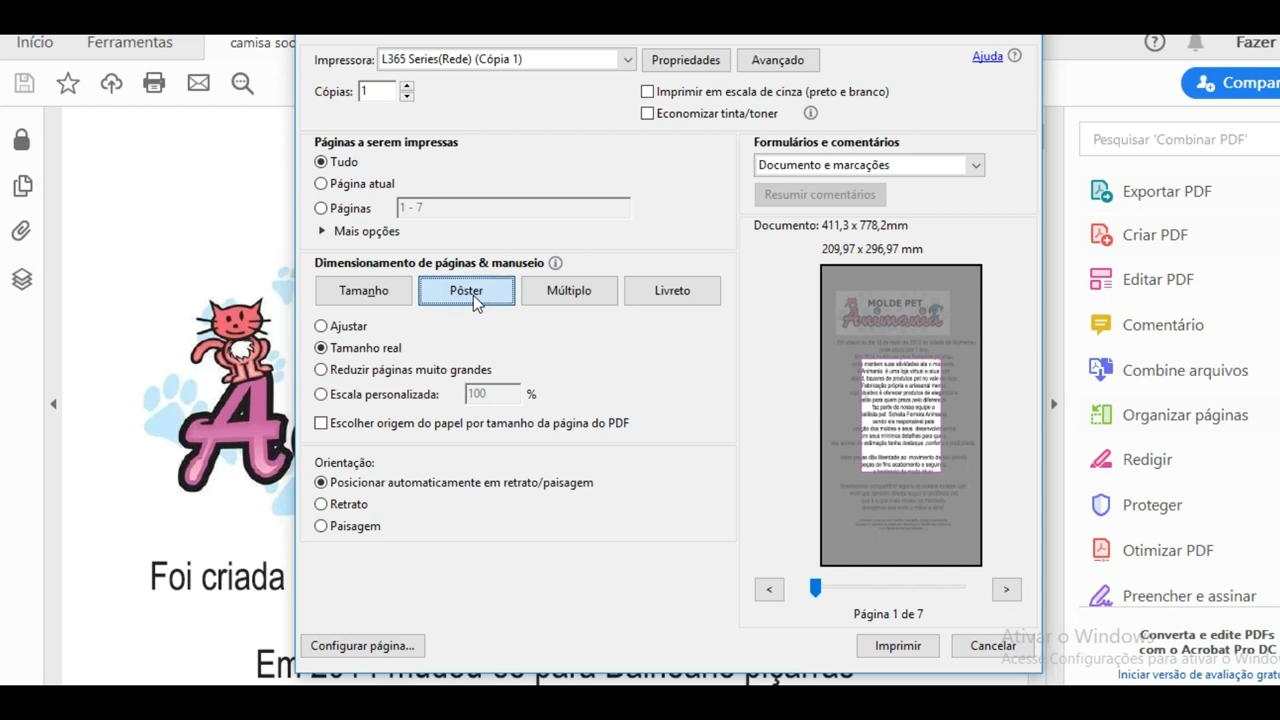 Início Ferramentas camisa soc Fazer
Impressora: L365 Series(Rede) (Cópia 1) Propriedades Avançado Ajuda
Cópias: 1 Imprimir em escala de cinza (preto e branco)
Economizar tinta/toner
Compar
Páginas a serem impressas
Tudo
Página atual
Páginas 1 - 7
Mais opções
Formulários e comentários
Documento e marcações
Resumir comentários
Documento: 411,3 x 778,2mm
209,97 x 296,97 mm
Dimensionamento de páginas & manuseio
Tamanho Pôster Múltiplo Livreto
Ajustar
Tamanho real
Reduzir páginas muito grandes
Escala personalizada: 100 %
Escolher origem do papel por tamanho da página do PDF
Orientação:
Posicionar automaticamente em retrato/paisagem
Retrato
Paisagem
MOLDE PET
Animania
< >
Página 1 de 7
Configurar página... Imprimir Cancelar
A
Foi criada
Pesquisar 'Combinar PDF'
Exportar PDF
Criar PDF
Editar PDF
Comentário
Combine arquivos
Organizar páginas
Redigir
Proteger
Otimizar PDF
Preencher e assinar
Ativar o Windows
Acesse Configurações para ativar o Windo
Converta e edite PDFs
com o Acrobat Pro DC
Iniciar versão de avaliação gratu